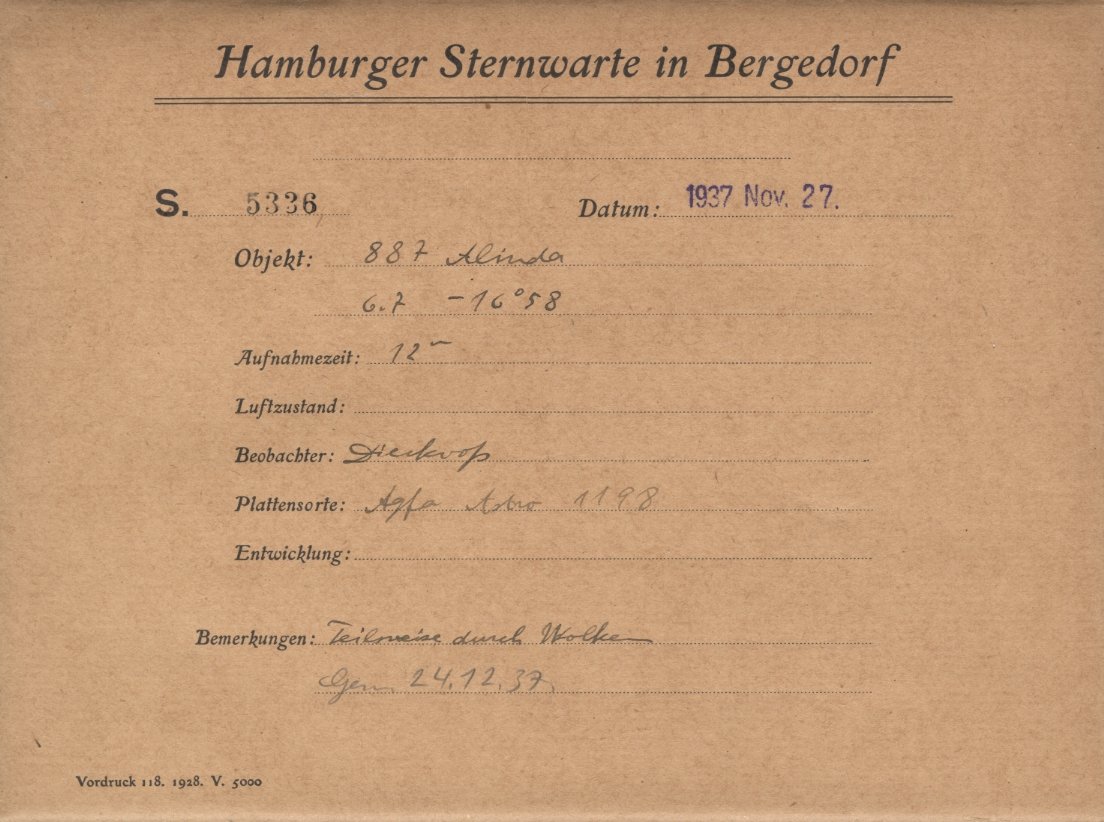 Hamburger Sternwarte in Bergedorf
S. 5336 Datum: 1937 Nov. 27.
Objekt: 887 Alinda
6.7 -16°58
Aufnahmezeit: 12ᵐ
Luftzustand:
Beobachter: Dieckvoß
Plattensorte: Agfa Astro 1198
Entwicklung:
Bemerkungen: Teilweise durch Wolken
Gem. 24.12.37.
Vordruck 118. 1928. V. 5000